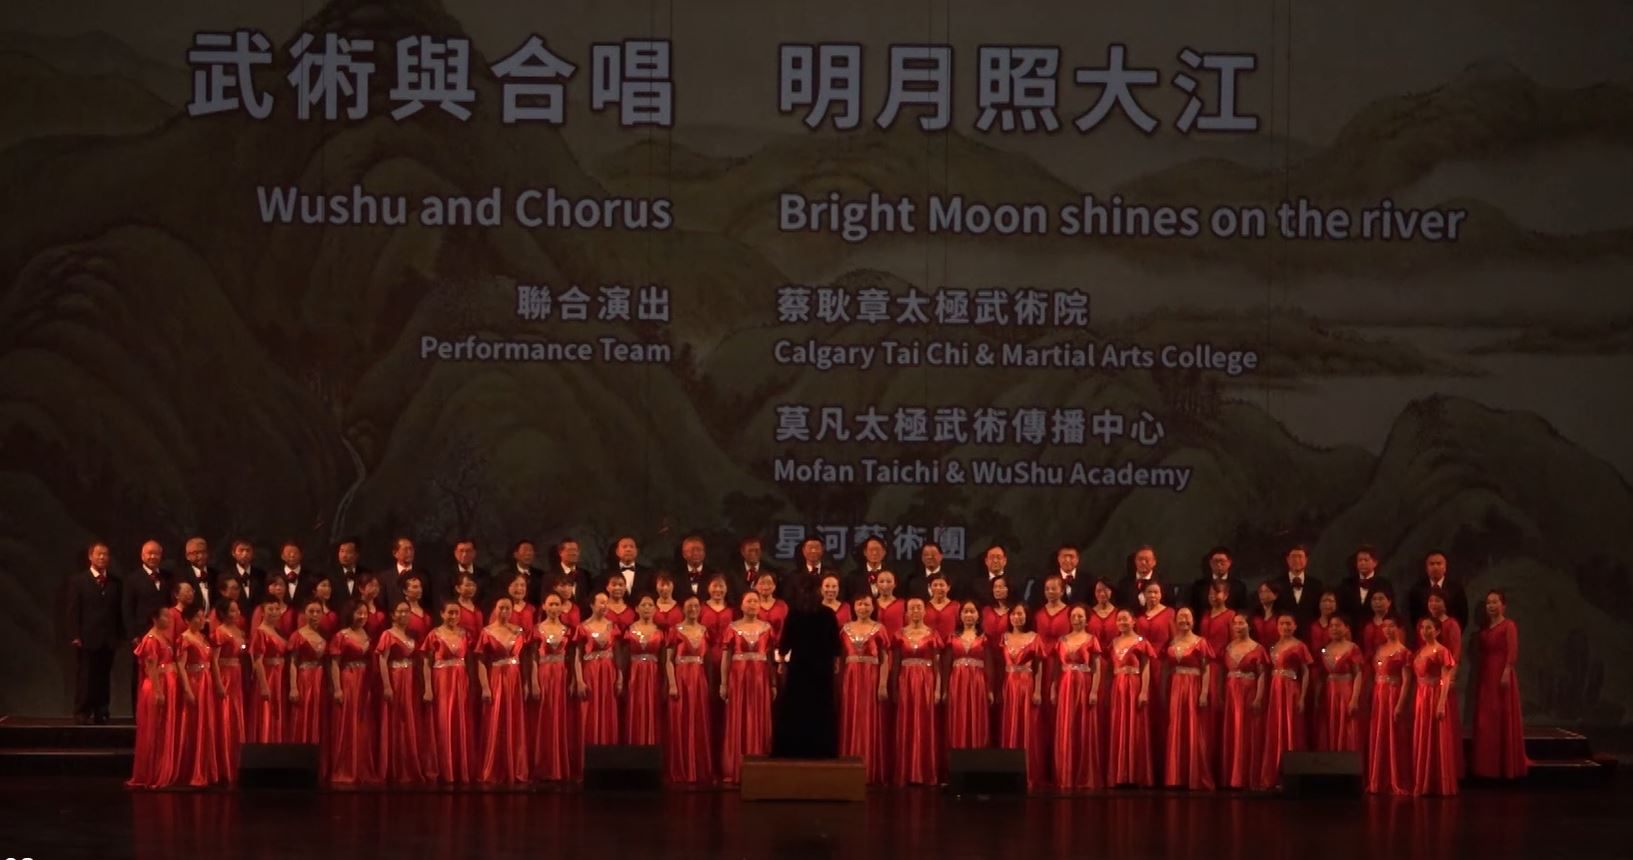 武術與合唱 明月照大江
Wushu and Chorus Bright Moon shines on the river
聯合演出 蔡耿章太極武術院
Performance Team Calgary Tai Chi & Martial Arts College
莫凡太極武術傳播中心
Mofan Taichi & WuShu Academy
星河藝術團